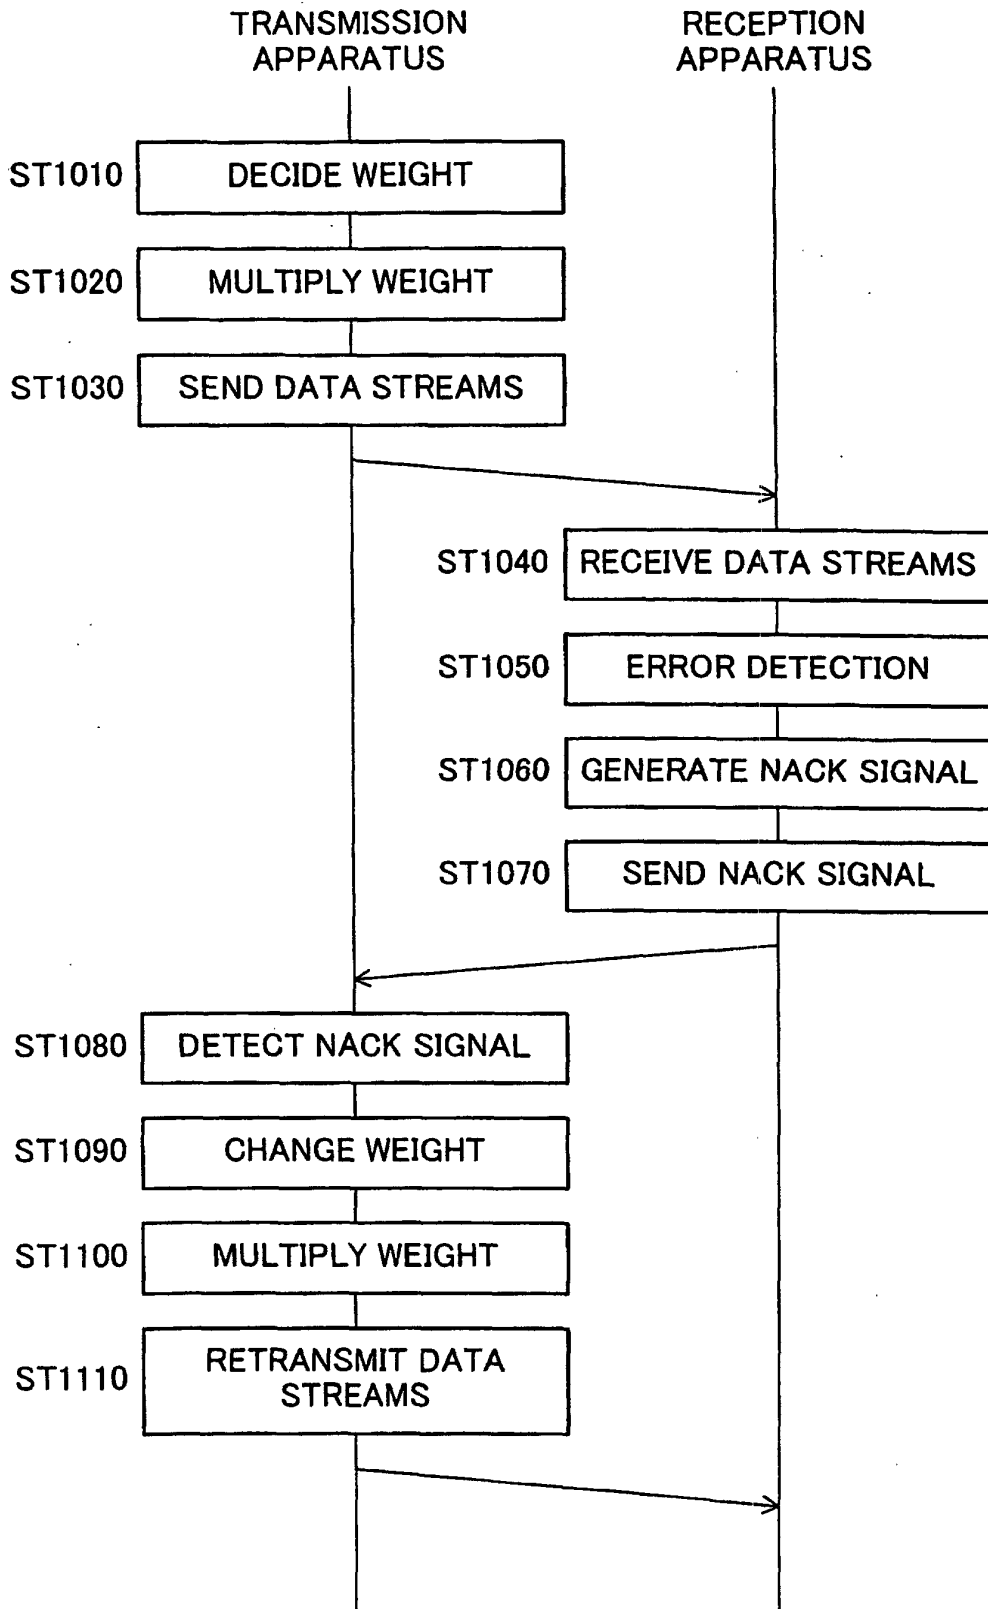 TRANSMISSION
APPARATUS
RECEPTION
APPARATUS
ST1010
DECIDE WEIGHT
ST1020
MULTIPLY WEIGHT
ST1030
SEND DATA STREAMS
ST1040
RECEIVE DATA STREAMS
ST1050
ERROR DETECTION
ST1060
GENERATE NACK SIGNAL
ST1070
SEND NACK SIGNAL
ST1080
DETECT NACK SIGNAL
ST1090
CHANGE WEIGHT
ST1100
MULTIPLY WEIGHT
ST1110
RETRANSMIT DATA
STREAMS